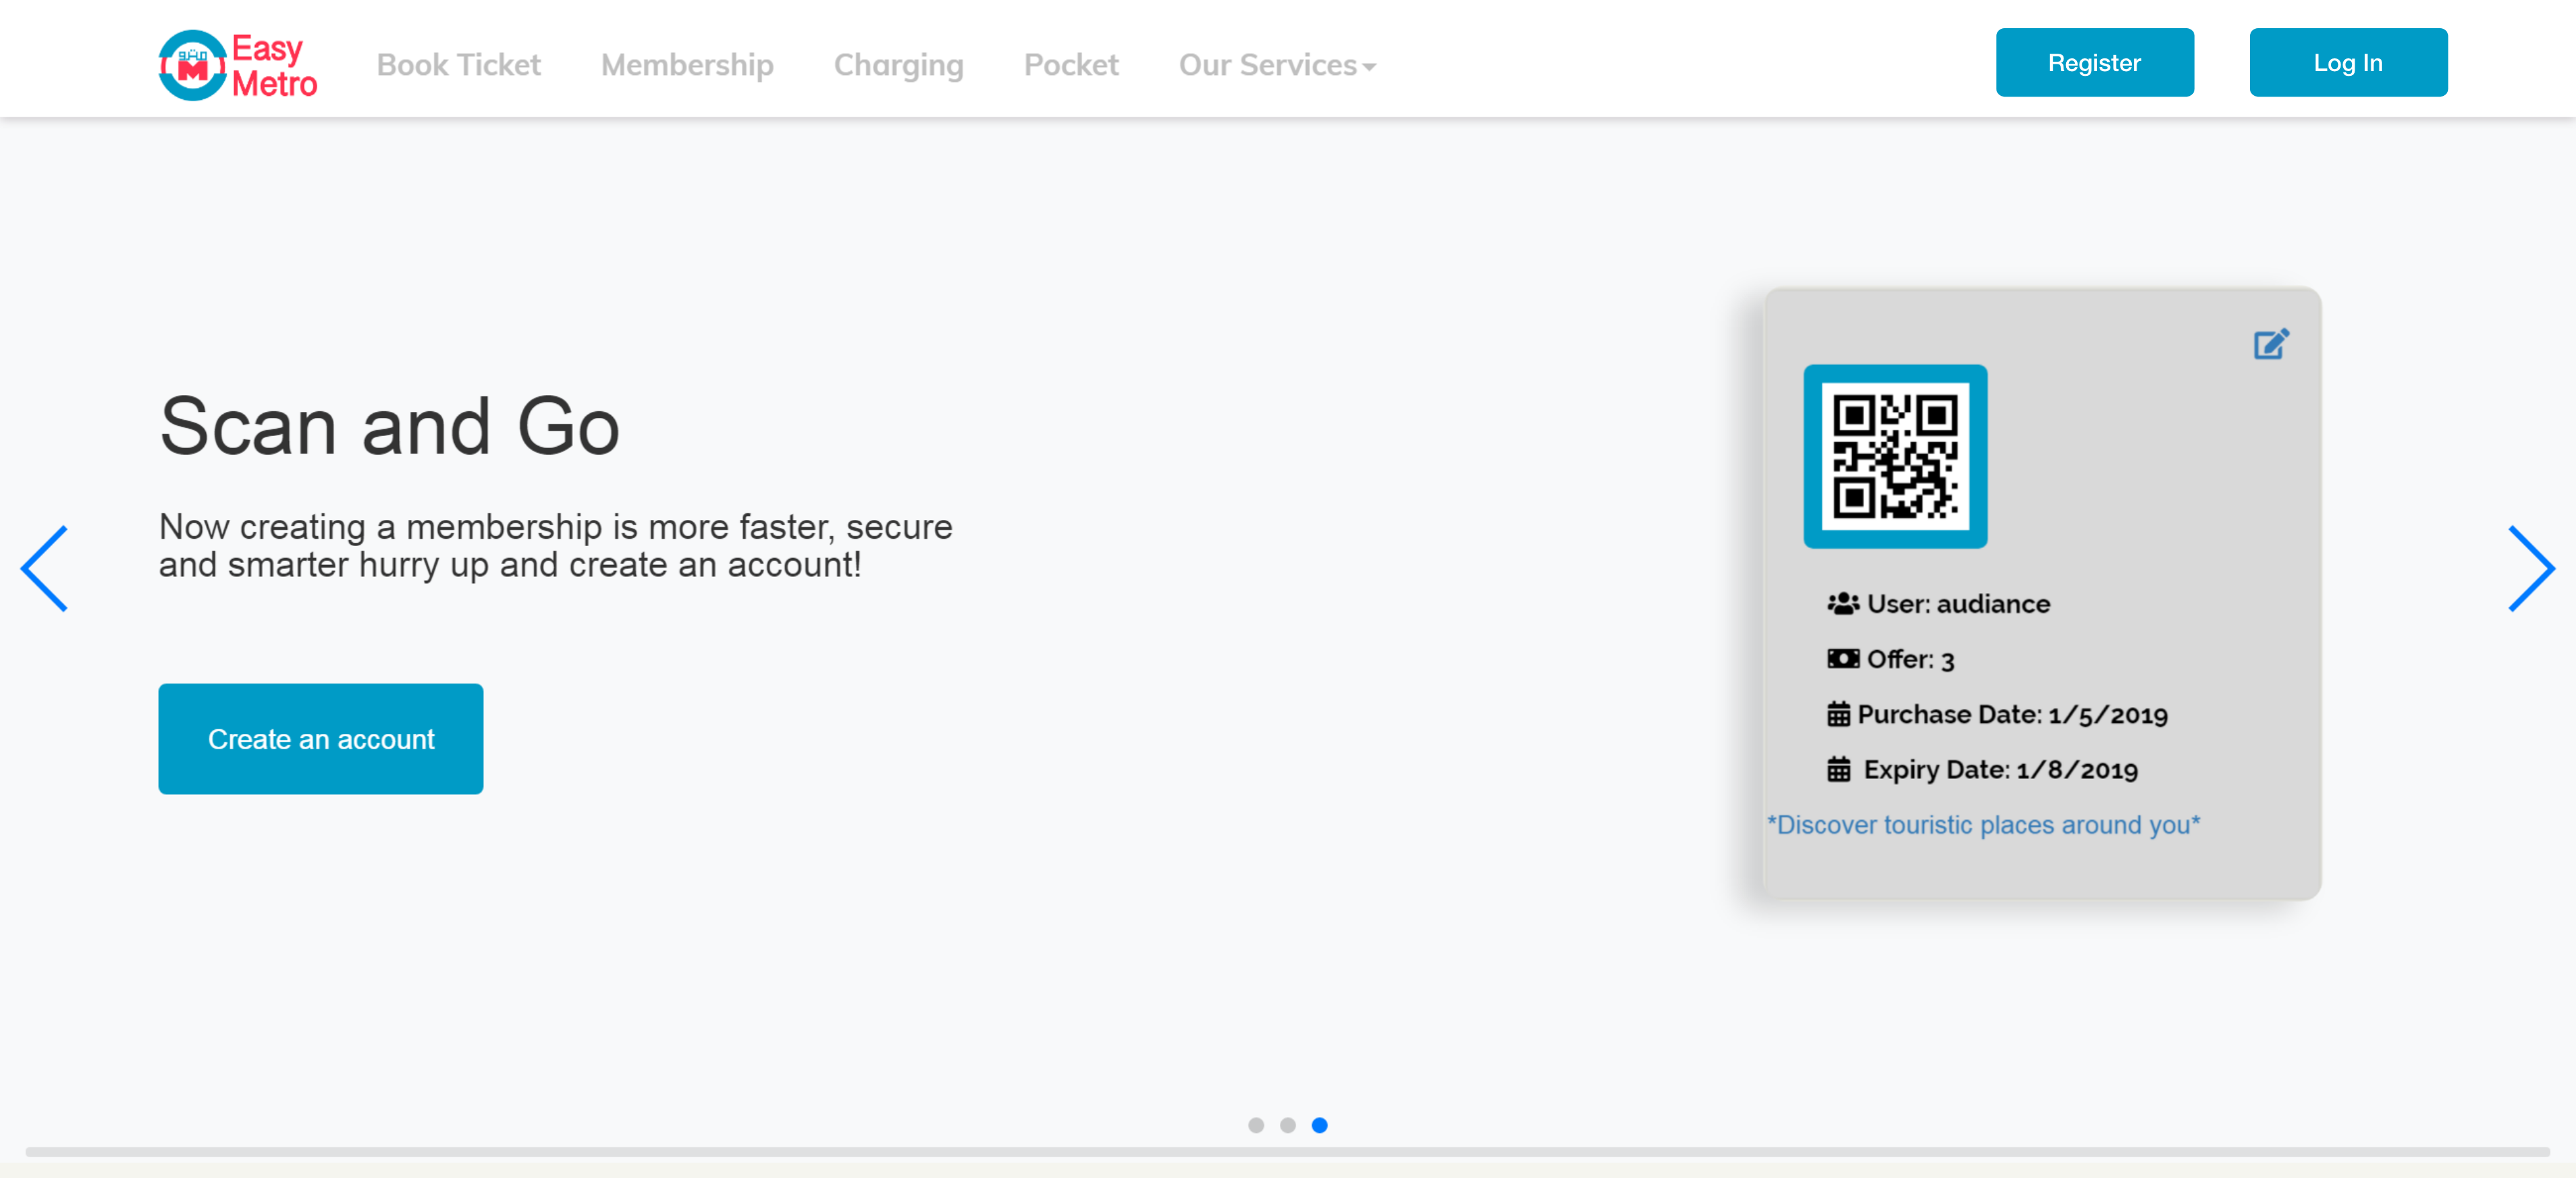 مترو
Easy
Metro
Book Ticket
Membership
Charging
Pocket
Our Services
Register
Log In
Scan and Go
Now creating a membership is more faster, secure
and smarter hurry up and create an account!
Create an account
User: audiance
Offer: 3
Purchase Date: 1/5/2019
Expiry Date: 1/8/2019
*Discover touristic places around you*